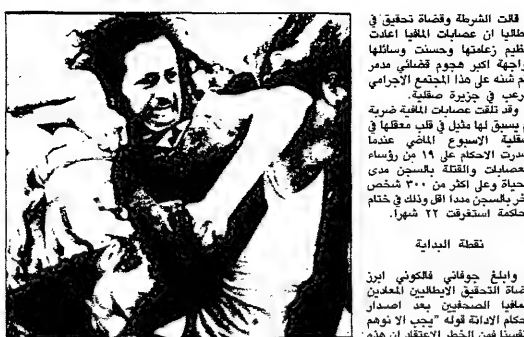 قالت الشرطة وقضاة تحقيق في
ايطاليا ان عصابات المافيا اعادت
تنظيم زعامتها وحسنت وسائلها
لمواجهة اكبر هجوم قضائي مدمر
تم شنه على هذا المجتمع الاجرامي
المرعب في جزيرة صقلية.
وقد تلقت عصابات المافية ضربة
لم يسبق لها مثيل في قلب معقلها في
صقلية الاسبوع الماضي عندما
صدرت الاحكام على ١٩ من رؤساء
العصابات والقتلة بالسجن مدى
الحياة وعلى اكثر من ٣٠٠ شخص
آخر بالسجن مددا اقل وذلك في ختام
محاكمة استغرقت ٢٢ شهرا.
نقطة البداية
وابلغ جوفاني فالكوني ابرز
قضاة التحقيق الايطاليين المعادين
للمافيا الصحفيين بعد اصدار
احكام الادانة قوله "يجب الا نوهم
انفسنا فمن الخطر الاعتقاد ان هذه